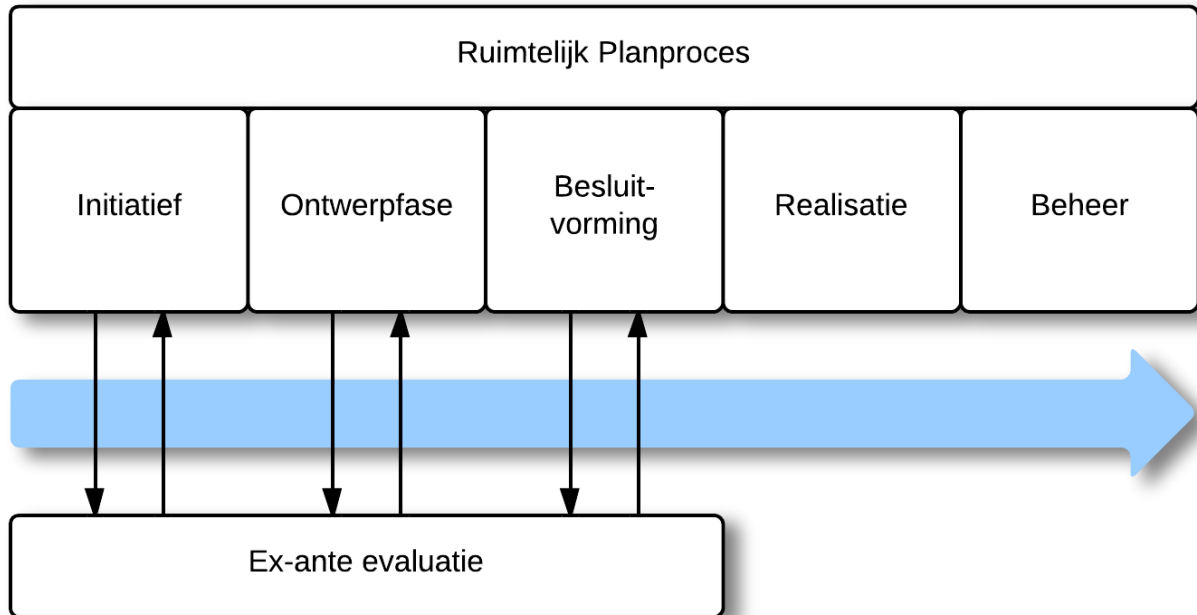 Ruimtelijk Planproces
Initiatief
Ontwerpfase
Besluit-
vorming
Realisatie
Beheer
Ex-ante evaluatie